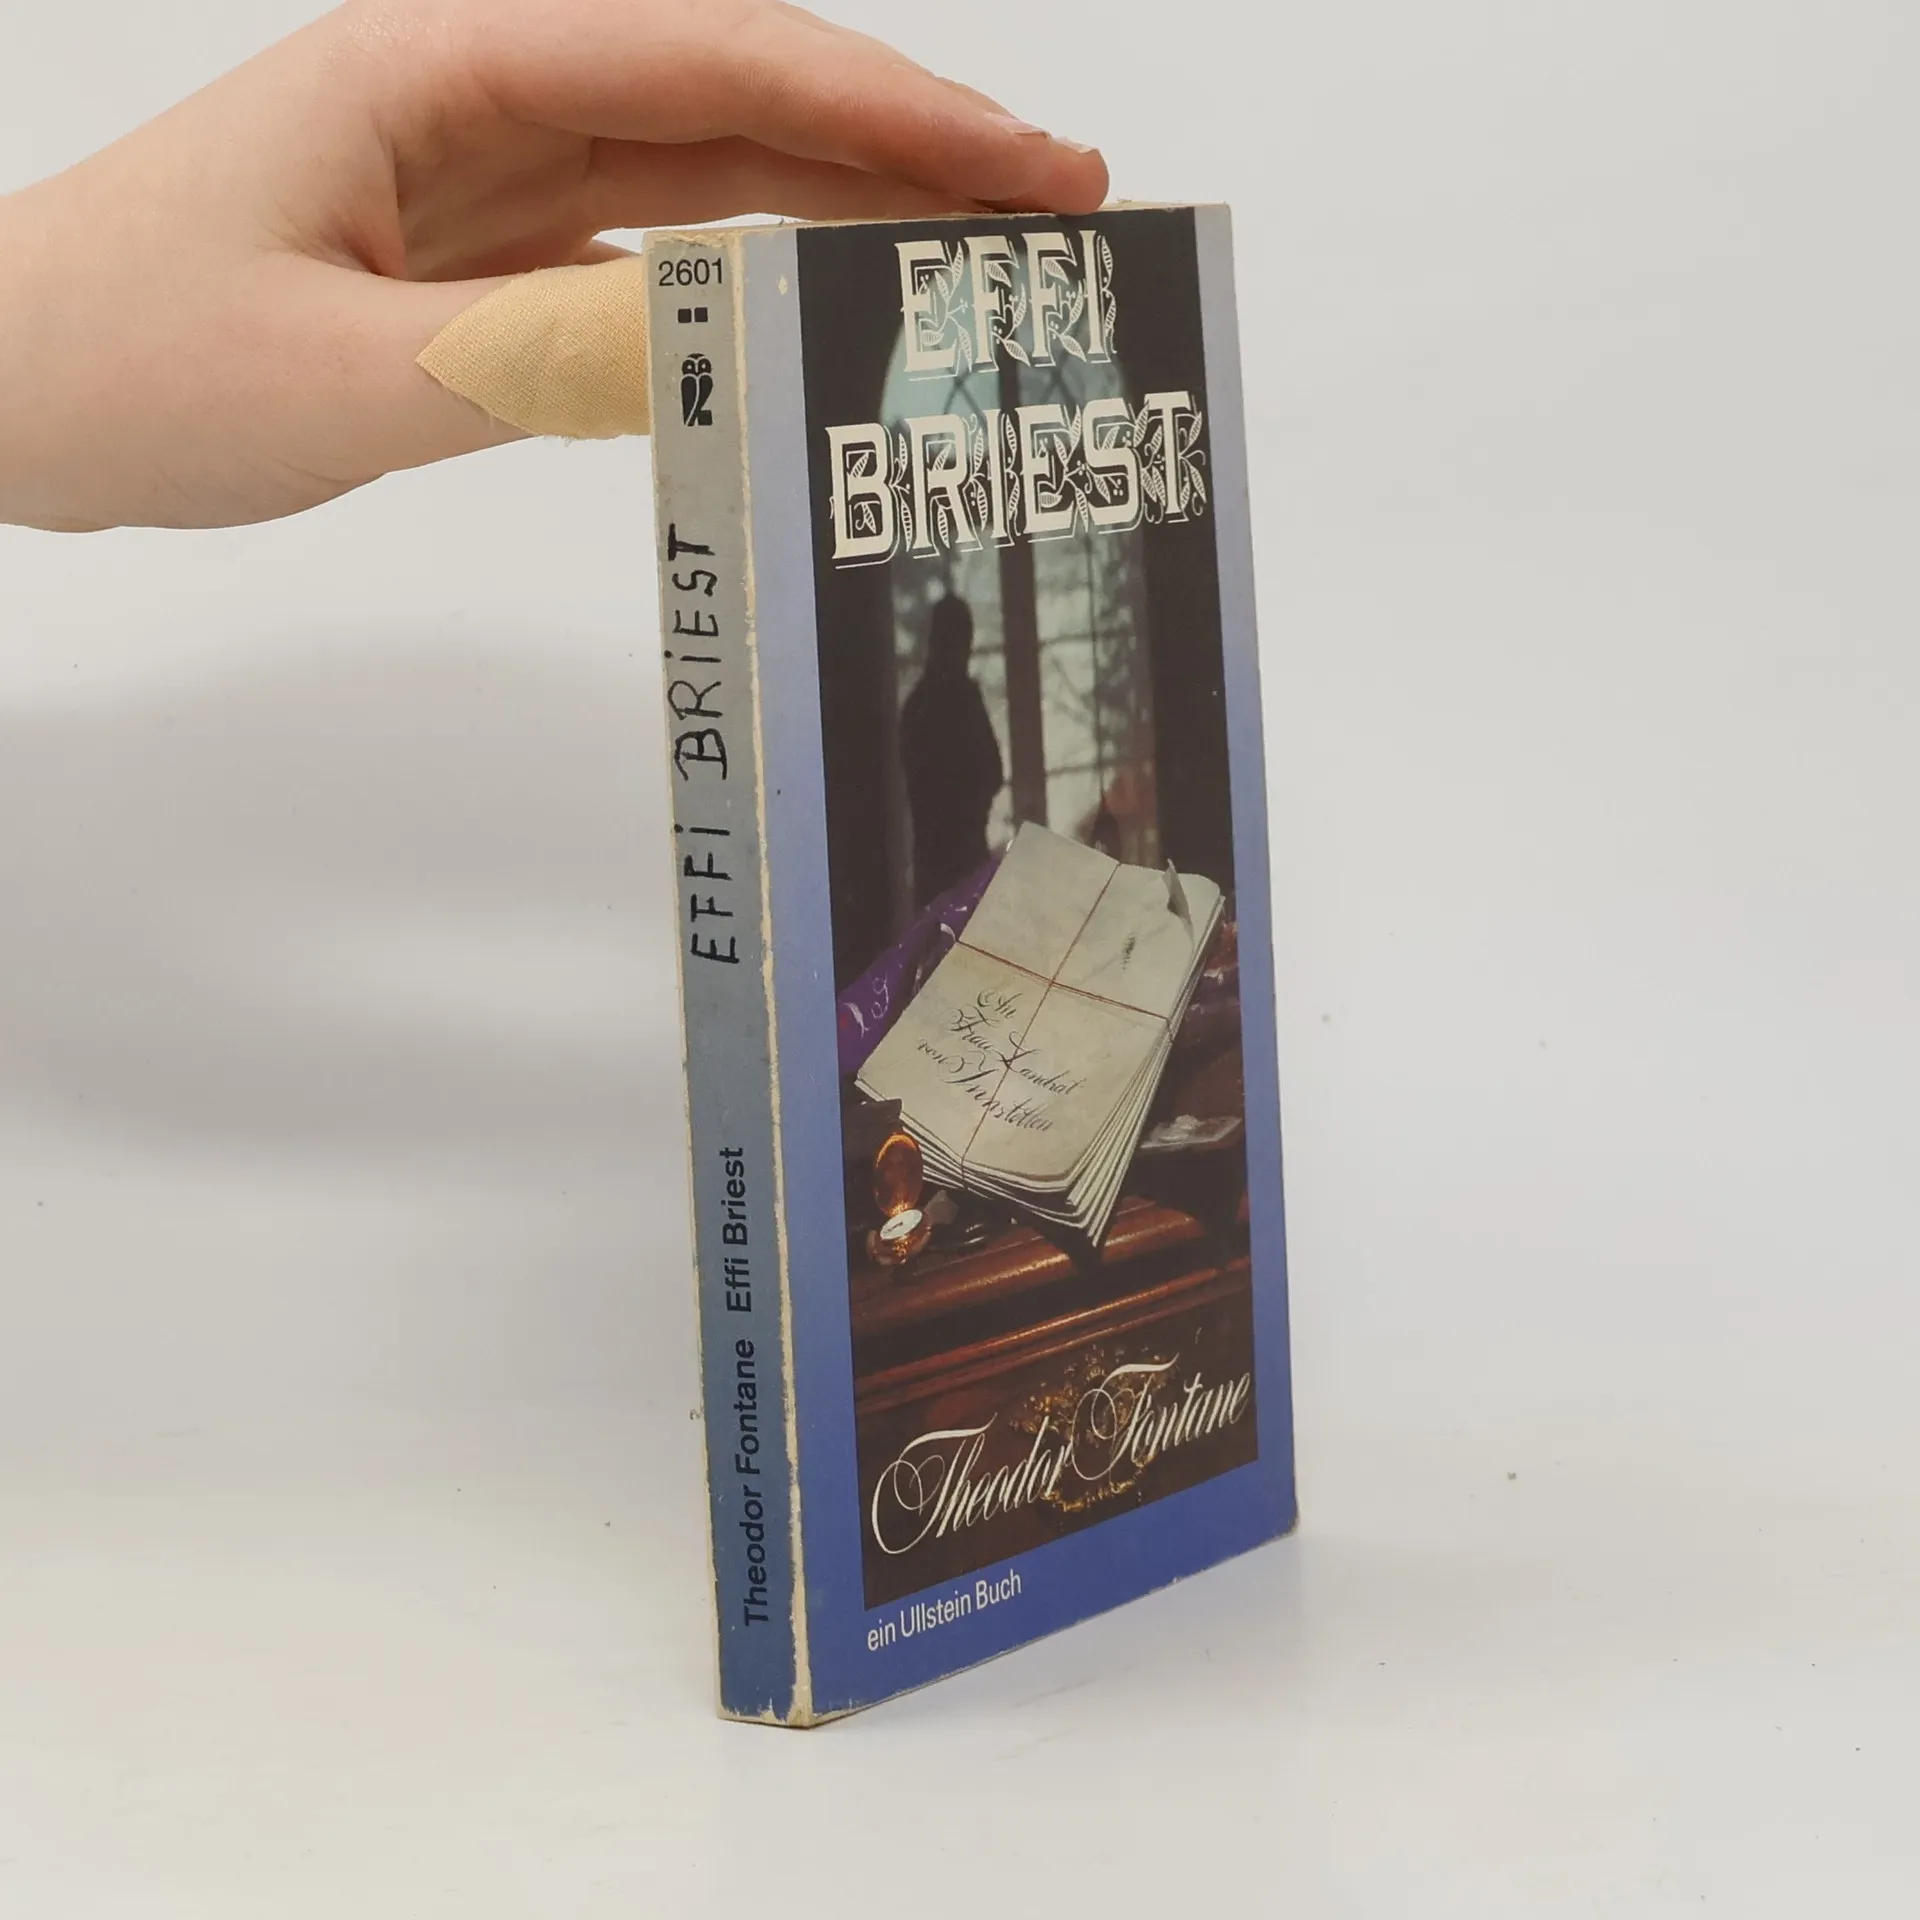 2601
EFFi BRiEST
Theodor Fontane Effi Briest
EFFI
BRIEST
An
Frau Landrat
von Innstetten
Theodor Fontane
ein Ullstein Buch